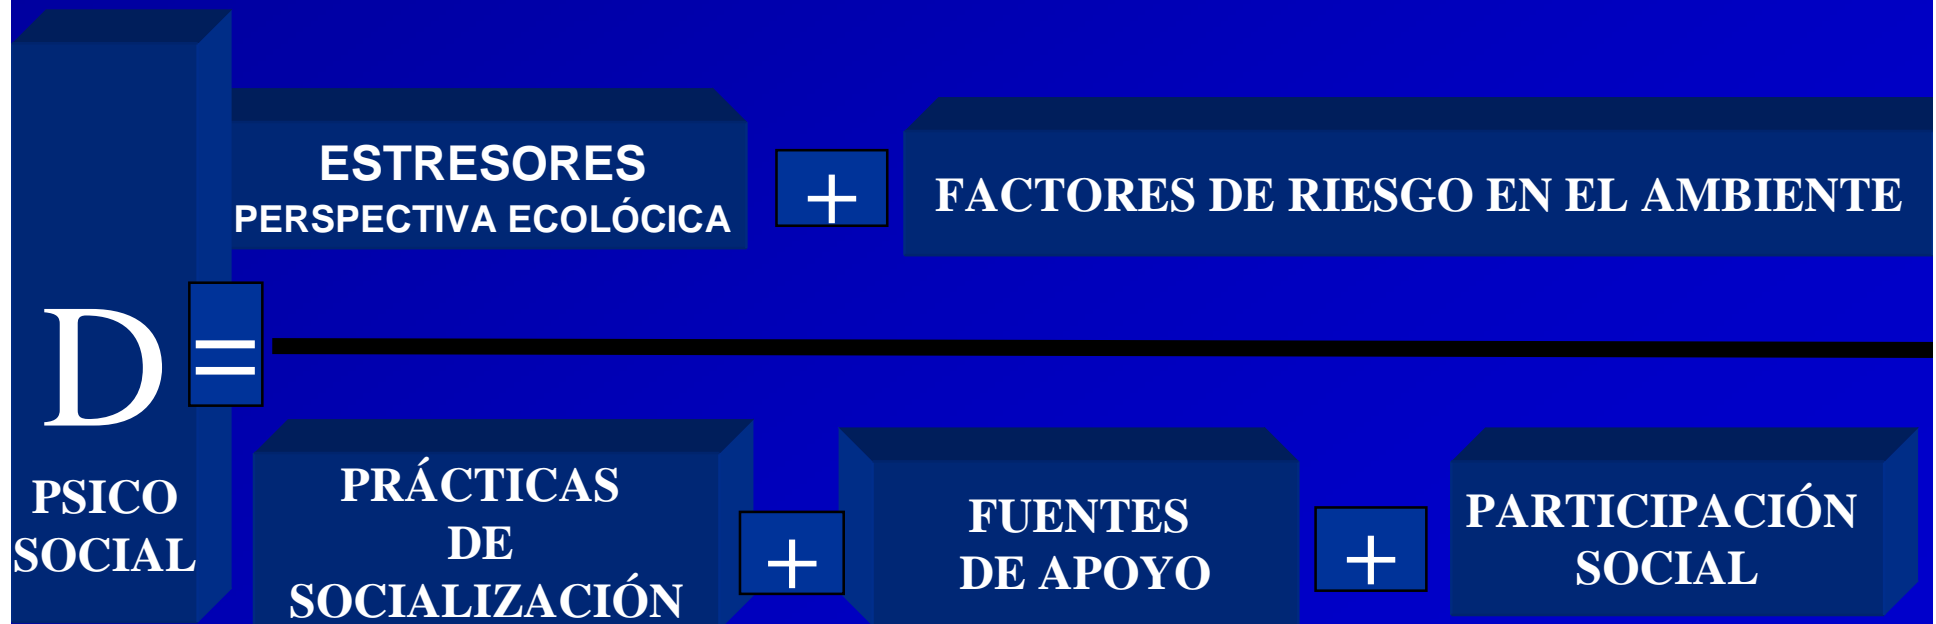 D
PSICO
SOCIAL
=
ESTRESORES
PERSPECTIVA ECOLÓCICA
+
FACTORES DE RIESGO EN EL AMBIENTE
PRÁCTICAS
DE
SOCIALIZACIÓN
+
FUENTES
DE APOYO
+
PARTICIPACIÓN
SOCIAL